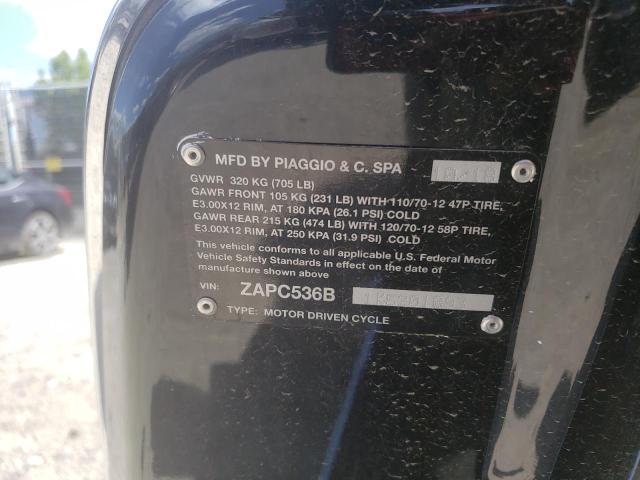 MFD BY PIAGGIO & C. SPA
GVWR 320 KG (705 LB)
GAWR FRONT 105 KG (231 LB) WITH 110/70-12 47P TIRE,
E3.00X12 RIM, AT 180 KPA (26.1 PSI) COLD
GAWR REAR 215 KG (474 LB) WITH 120/70-12 58P TIRE,
E3.00X12 RIM, AT 250 KPA (31.9 PSI) COLD
This vehicle conforms to all applicable U.S. Federal Motor
Vehicle Safety Standards in effect on the date of
manufacture shown above
VIN: ZAPC536B
TYPE: MOTOR DRIVEN CYCLE